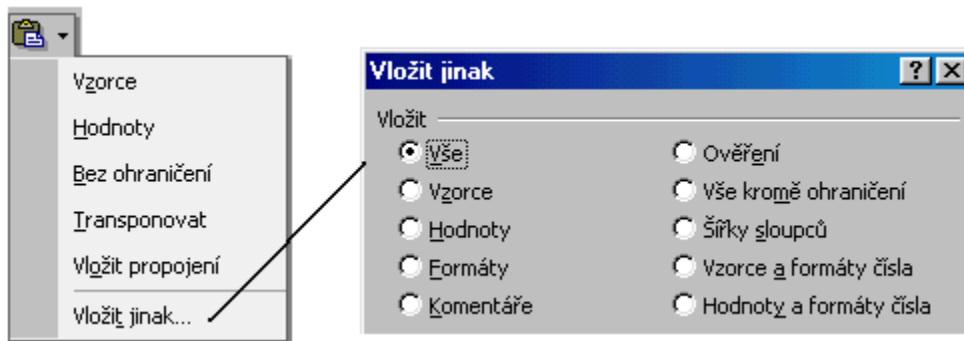 Vzorce
Hodnoty
Bez ohraničení
Transponovat
Vložit propojení
Vložit jinak...
Vložit jinak
Vložit
Vše
Vzorce
Hodnoty
Formáty
Komentáře
Ověření
Vše kromě ohraničení
Šířky sloupců
Vzorce a formáty čísla
Hodnoty a formáty čísla